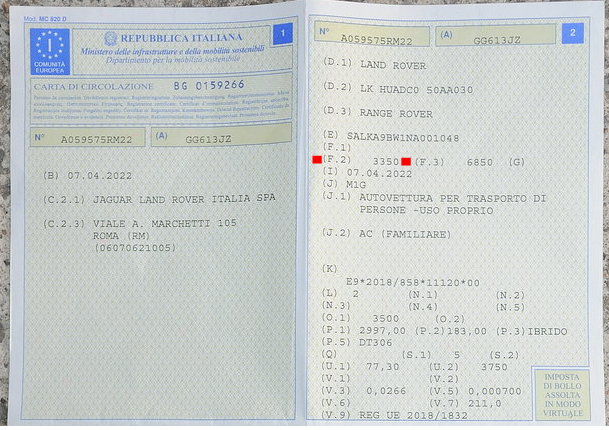 Mod. MC 820 D
I
COMUNITÀ
EUROPEA
REPUBBLICA ITALIANA
Ministero delle infrastrutture e della mobilità sostenibili
Dipartimento per la mobilità sostenibile
1
CARTA DI CIRCOLAZIONE BG 0159266
N° A059575RM22 (A) GG613JZ
(B) 07.04.2022
(C.2.1) JAGUAR LAND ROVER ITALIA SPA
(C.2.3) VIALE A. MARCHETTI 105
ROMA (RM)
(06070621005)
N° A059575RM22 (A) GG613JZ
2
(D.1) LAND ROVER
(D.2) LK HUADC0 50AA030
(D.3) RANGE ROVER
(E) SALKA9BW1NA001048
(F.1)
(F.2) 3350 (F.3) 6850 (G)
(I) 07.04.2022
(J) M1G
(J.1) AUTOVETTURA PER TRASPORTO DI
PERSONE -USO PROPRIO
(J.2) AC (FAMILIARE)
(K)
E9*2018/858*11120*00
(L) 2 (N.1) (N.2)
(N.3) (N.4) (N.5)
(O.1) 3500 (O.2)
(P.1) 2997,00 (P.2)183,00 (P.3)IBRIDO
(P.5) DT306
(Q) (S.1) 5 (S.2)
(U.1) 77,30 (U.2) 3750
(V.1) (V.2)
(V.3) 0,0266 (V.5) 0,000700
(V.6) (V.7) 211,0
(V.9) REG UE 2018/1832
IMPOSTA
DI BOLLO
ASSOLTA
IN MODO
VIRTUALE